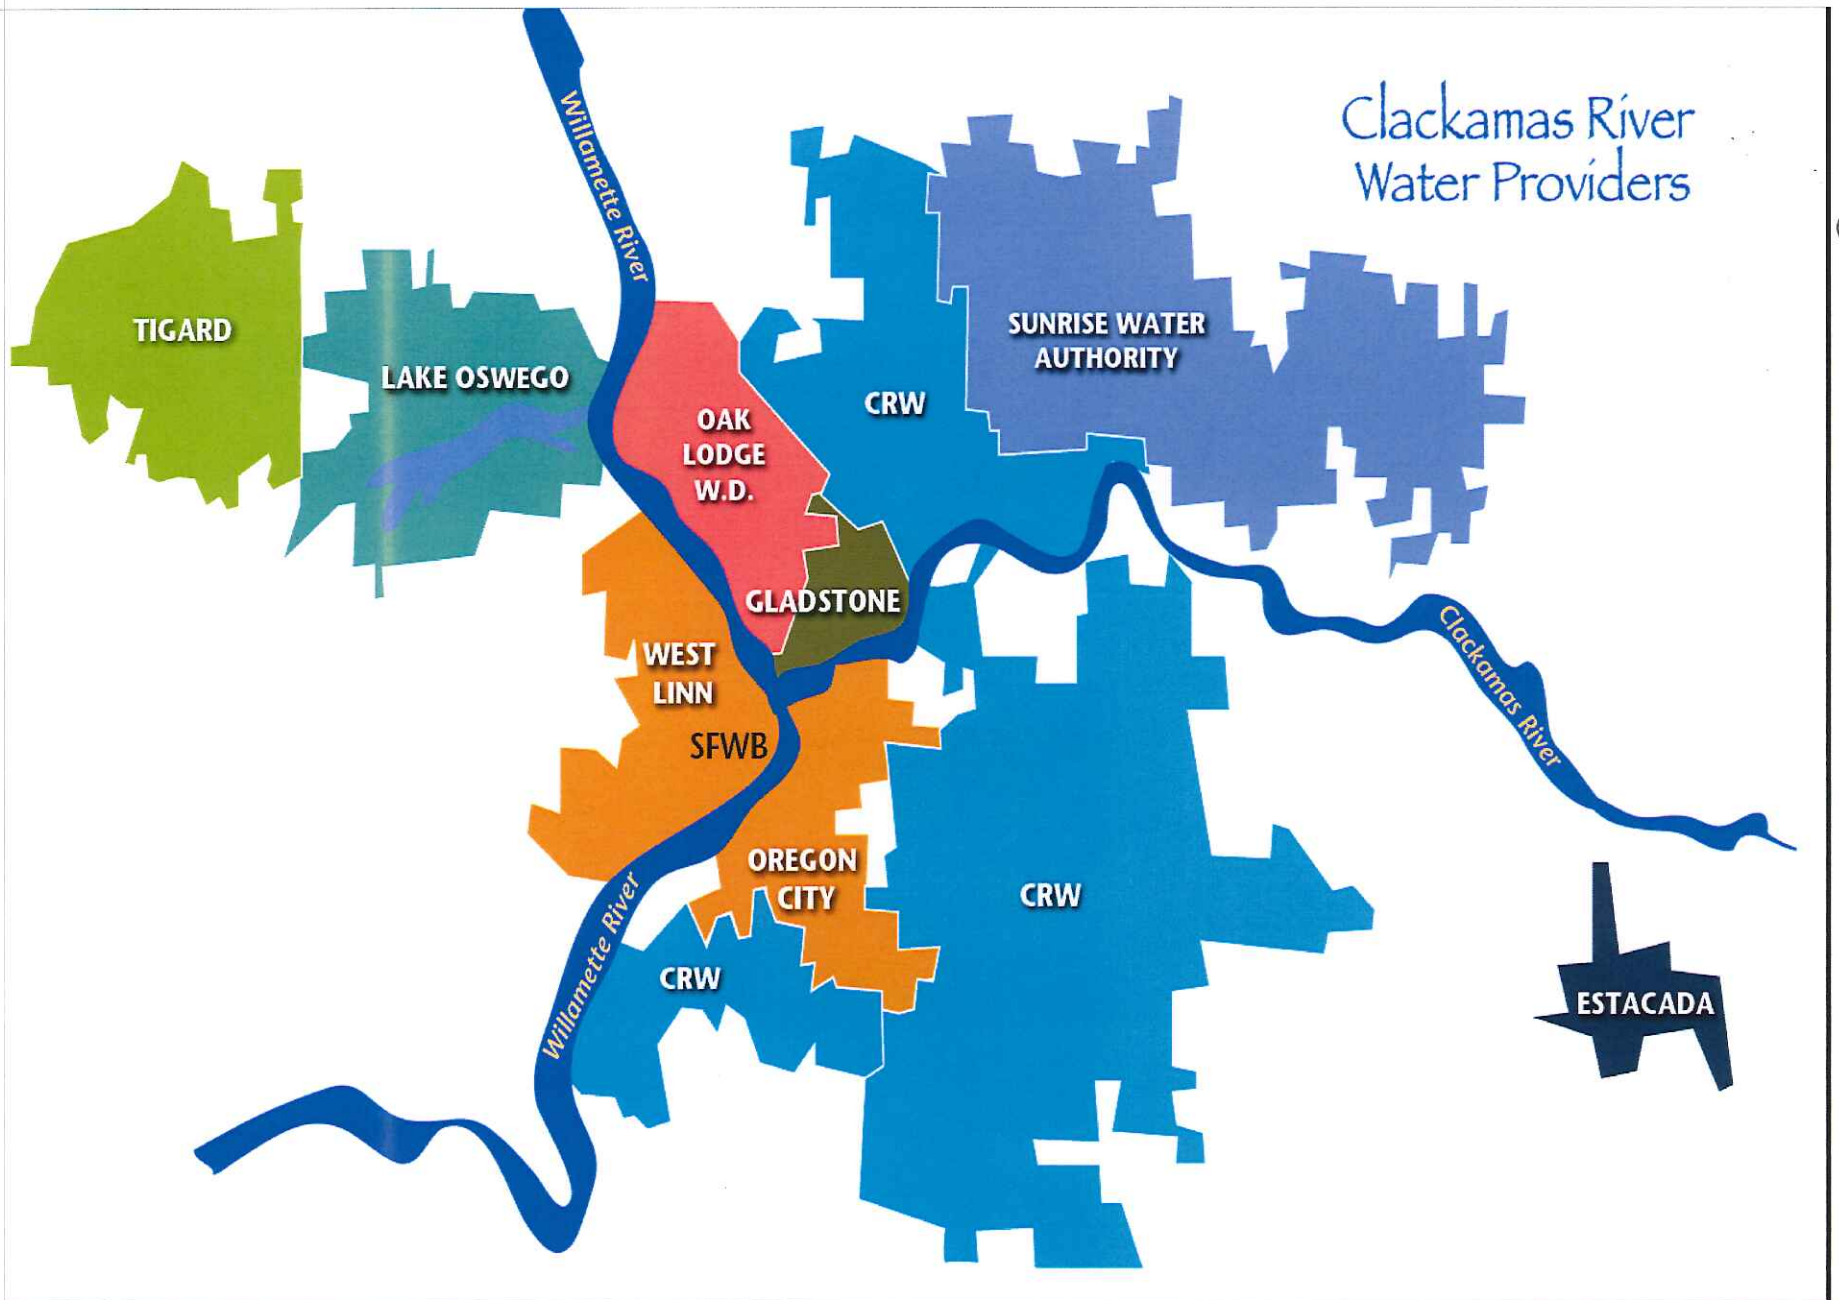 Clackamas River
Water Providers
Willamette River
TIGARD
LAKE OSWEGO
OAK
LODGE
W.D.
CRW
SUNRISE WATER
AUTHORITY
GLADSTONE
WEST
LINN
SFWB
Clackamas River
OREGON
CITY
CRW
CRW
Willamette River
ESTACADA